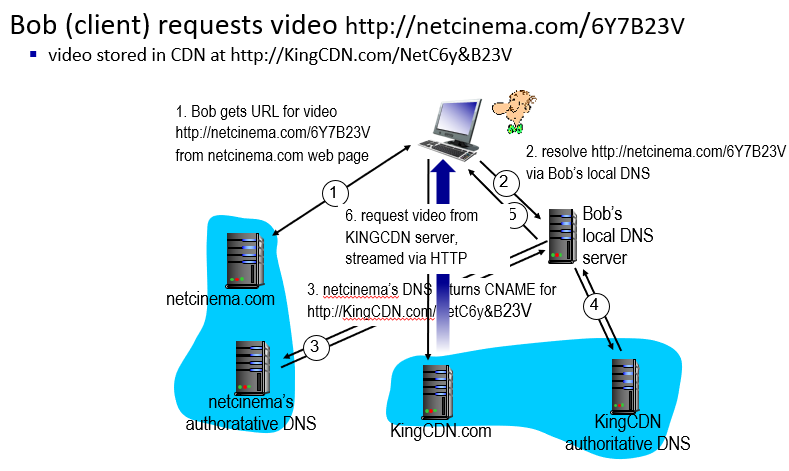 Bob (client) requests video http://netcinema.com/6Y7B23V
▪ video stored in CDN at http://KingCDN.com/NetC6y&B23V
1. Bob gets URL for video
http://netcinema.com/6Y7B23V
from netcinema.com web page
2. resolve http://netcinema.com/6Y7B23V
via Bob's local DNS
1
2
5
6. request video from
KINGCDN server,
streamed via HTTP
Bob's
local DNS
server
netcinema.com
3. netcinema's DNS returns CNAME for
http://KingCDN.com/NetC6y&B23V
4
3
netcinema's
authoratative DNS
KingCDN.com
KingCDN
authoritative DNS